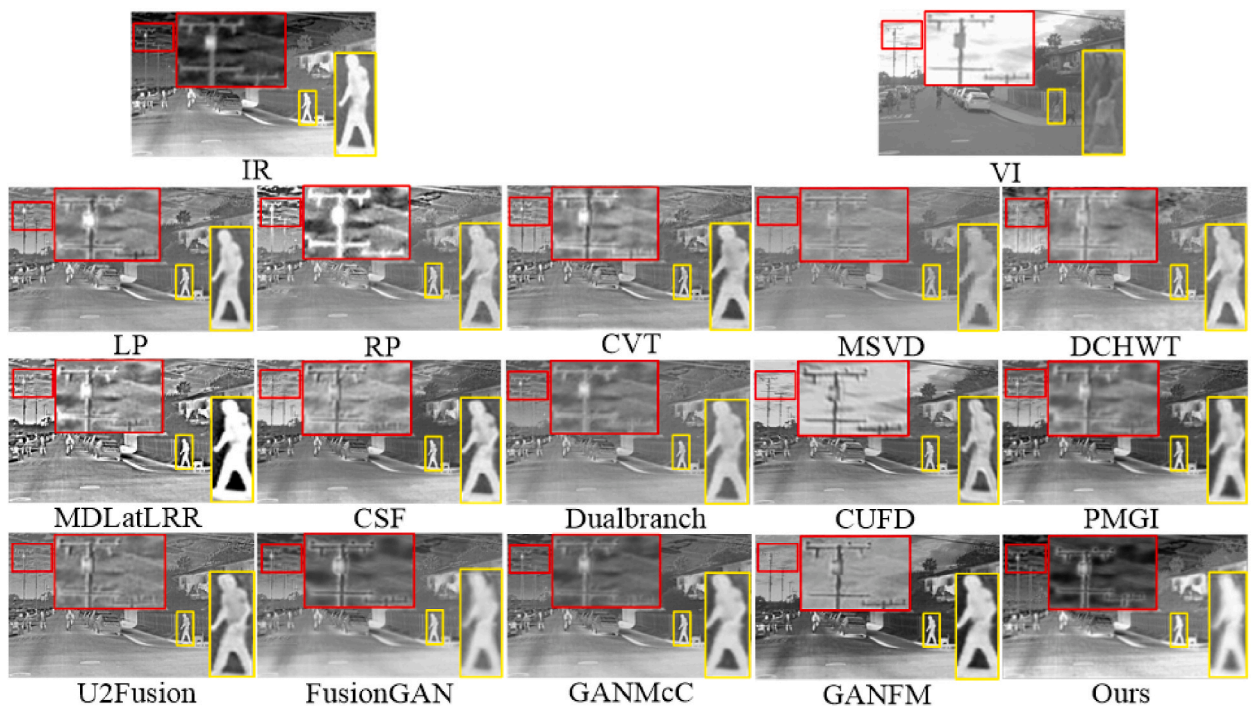 IR
VI
LP
RP
CVT
MSVD
DCHWT
MDLatLRR
CSF
Dualbranch
CUFD
PMGI
U2Fusion
FusionGAN
GANMcC
GANFM
Ours